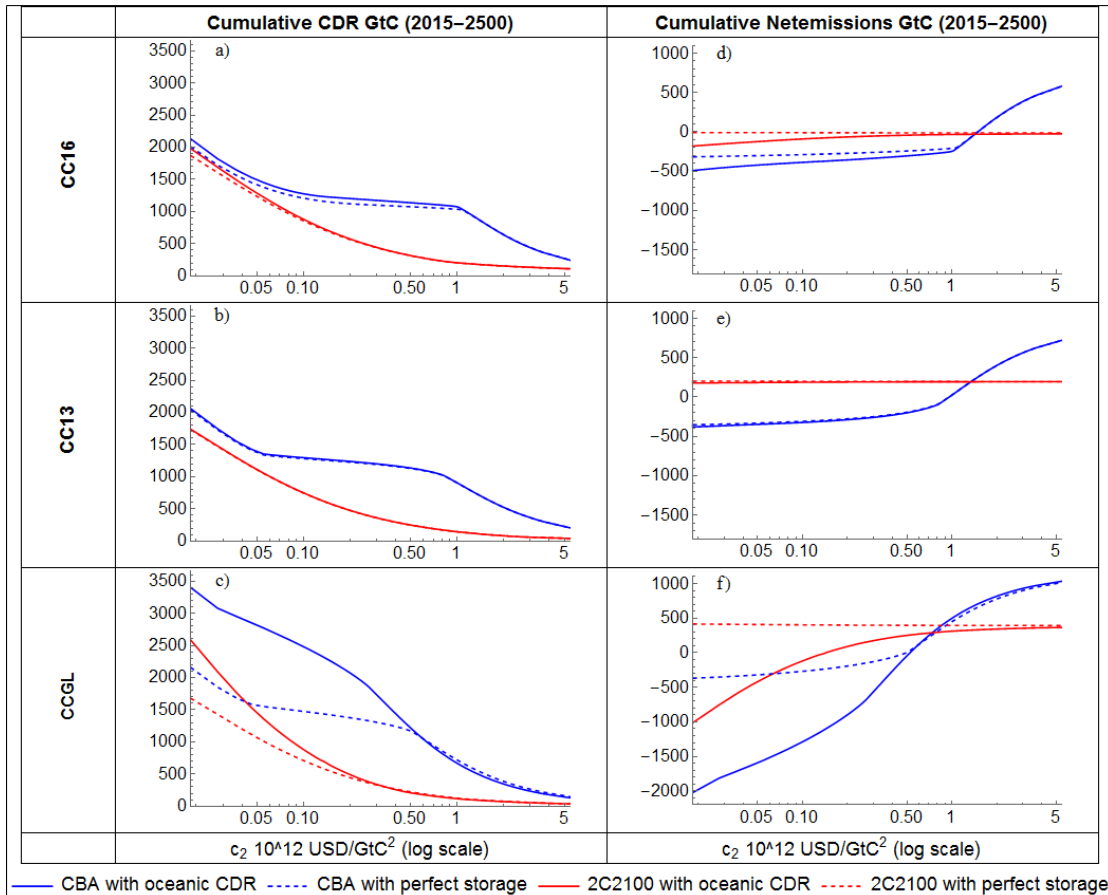 Cumulative CDR GtC (2015–2500)
Cumulative Netemissions GtC (2015–2500)
CC16
a)
3500
3000
2500
2000
1500
1000
500
0
0.05 0.10 0.50 1 5
d)
1000
500
0
−500
−1000
−1500
0.05 0.10 0.50 1 5
CC13
b)
3500
3000
2500
2000
1500
1000
500
0
0.05 0.10 0.50 1 5
e)
1000
500
0
−500
−1000
−1500
0.05 0.10 0.50 1 5
CCGL
c)
3500
3000
2500
2000
1500
1000
500
0
0.05 0.10 0.50 1 5
f)
1000
500
0
−500
−1000
−1500
−2000
0.05 0.10 0.50 1 5
c₂ 10^12 USD/GtC² (log scale)
c₂ 10^12 USD/GtC² (log scale)
CBA with oceanic CDR CBA with perfect storage 2C2100 with oceanic CDR 2C2100 with perfect storage